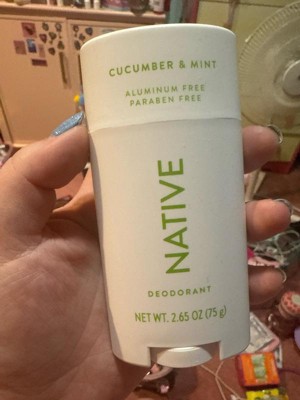 CUCUMBER & MINT
ALUMINUM FREE
PARABEN FREE
NATIVE
DEODORANT
NET WT. 2.65 OZ (75 g)